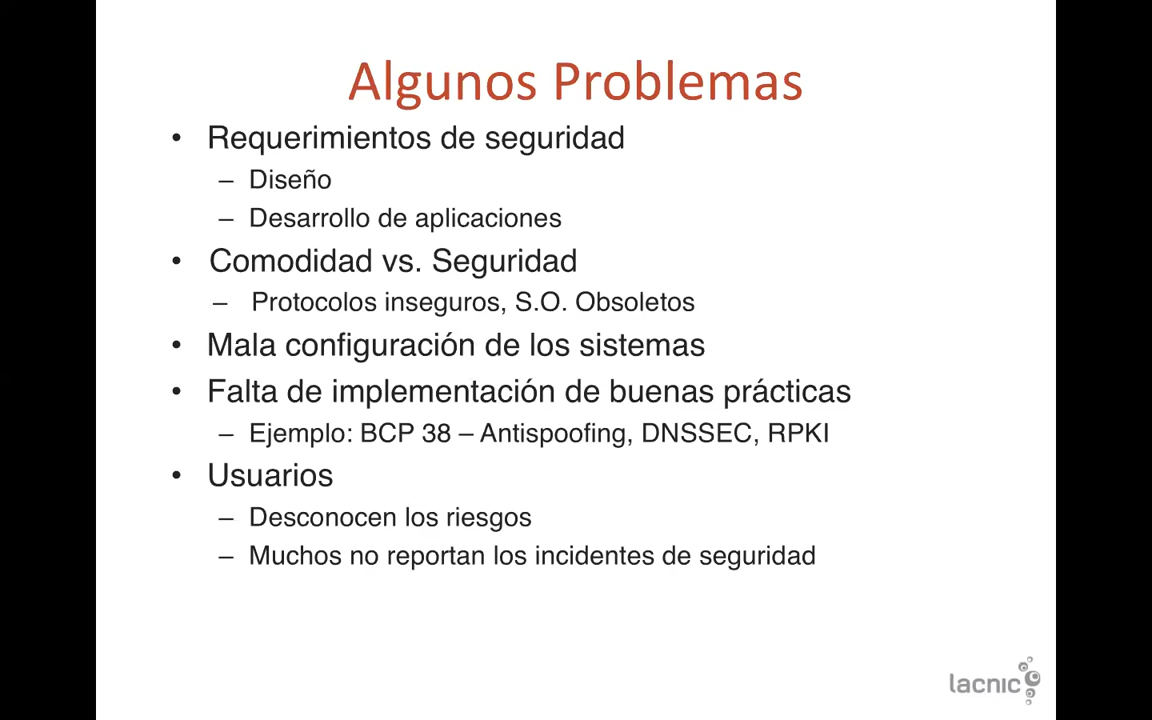 Algunos Problemas
• Requerimientos de seguridad
– Diseño
– Desarrollo de aplicaciones
• Comodidad vs. Seguridad
– Protocolos inseguros, S.O. Obsoletos
• Mala configuración de los sistemas
• Falta de implementación de buenas prácticas
– Ejemplo: BCP 38 – Antispoofing, DNSSEC, RPKI
• Usuarios
– Desconocen los riesgos
– Muchos no reportan los incidentes de seguridad
lacnic